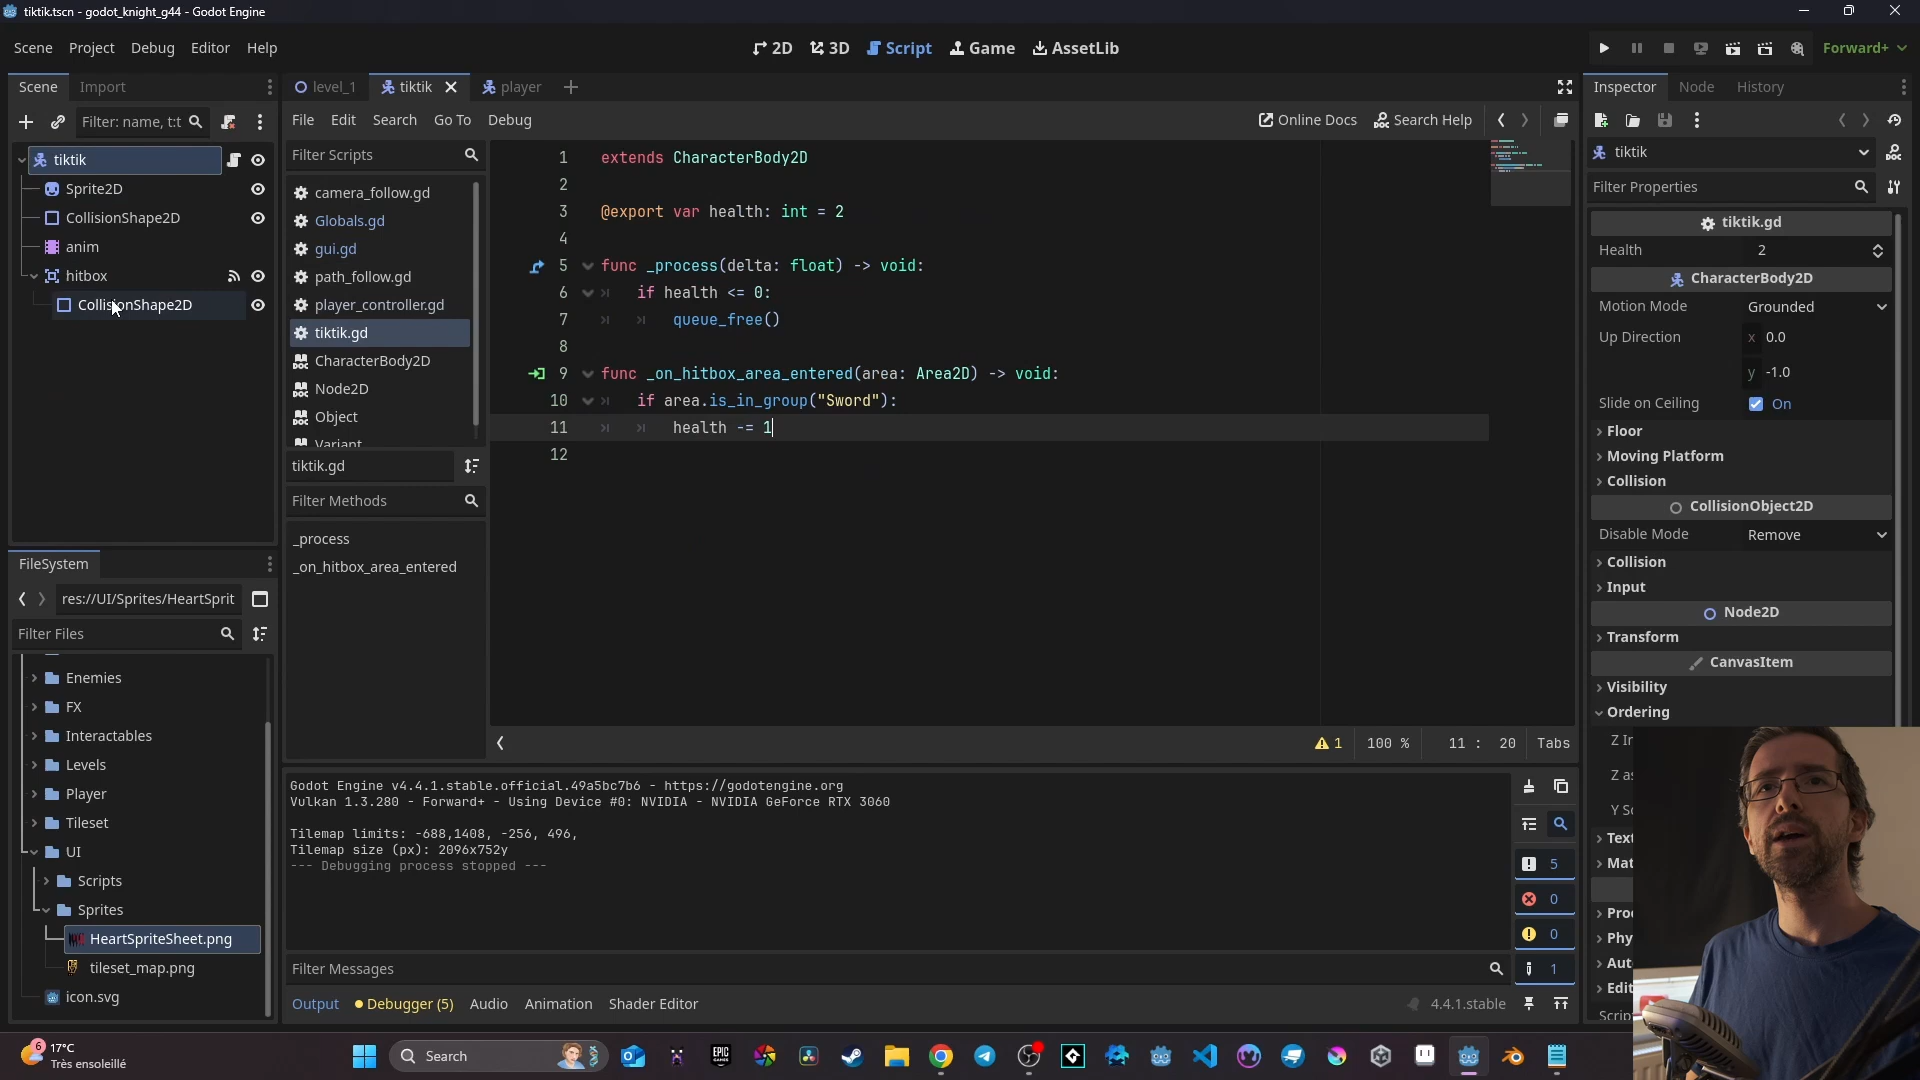 tiktik.tscn - godot_knight_g44 - Godot Engine
Scene Project Debug Editor Help
2D 3D Script Game AssetLib
Forward+
Scene Import
level_1 tiktik player
Inspector Node History
Filter: name, t:t
File Edit Search Go To Debug
Online Docs Search Help
tiktik
Sprite2D
CollisionShape2D
anim
hitbox
CollisionShape2D
Filter Scripts
camera_follow.gd
Globals.gd
gui.gd
path_follow.gd
player_controller.gd
tiktik.gd
CharacterBody2D
Node2D
Object
Variant
tiktik.gd
Filter Methods
_process
_on_hitbox_area_entered
1 extends CharacterBody2D
2
3 @export var health: int = 2
4
5 func _process(delta: float) -> void:
6 if health <= 0:
7 queue_free()
8
9 func _on_hitbox_area_entered(area: Area2D) -> void:
10 if area.is_in_group("Sword"):
11 health -= 1
12
1 100 % 11 : 20 Tabs
tiktik
Filter Properties
tiktik.gd
Health 2
CharacterBody2D
Motion Mode Grounded
Up Direction x 0.0
y -1.0
Slide on Ceiling On
Floor
Moving Platform
Collision
CollisionObject2D
Disable Mode Remove
Collision
Input
Node2D
Transform
CanvasItem
Visibility
Ordering
FileSystem
res://UI/Sprites/HeartSprit
Filter Files
Enemies
FX
Interactables
Levels
Player
Tileset
UI
Scripts
Sprites
HeartSpriteSheet.png
tileset_map.png
icon.svg
Godot Engine v4.4.1.stable.official.49a5bc7b6 - https://godotengine.org
Vulkan 1.3.280 - Forward+ - Using Device #0: NVIDIA - NVIDIA GeForce RTX 3060
Tilemap limits: -688,1408, -256, 496,
Tilemap size (px): 2096x752y
--- Debugging process stopped ---
5
0
0
1
Filter Messages
Output Debugger (5) Audio Animation Shader Editor
4.4.1.stable
6
17°C
Très ensoleillé
Search